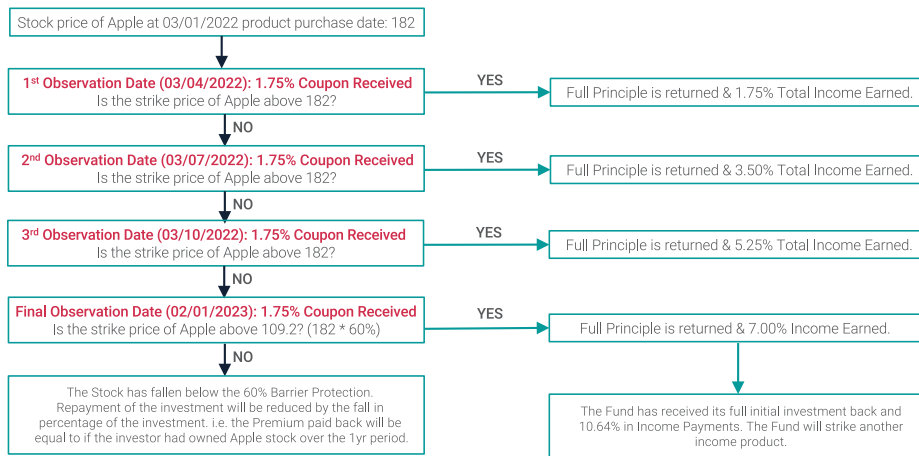 Stock price of Apple at 03/01/2022 product purchase date: 182
1st Observation Date (03/04/2022): 1.75% Coupon Received
Is the strike price of Apple above 182?
YES
Full Principle is returned & 1.75% Total Income Earned.
NO
2nd Observation Date (03/07/2022): 1.75% Coupon Received
Is the strike price of Apple above 182?
YES
Full Principle is returned & 3.50% Total Income Earned.
NO
3rd Observation Date (03/10/2022): 1.75% Coupon Received
Is the strike price of Apple above 182?
YES
Full Principle is returned & 5.25% Total Income Earned.
NO
Final Observation Date (02/01/2023): 1.75% Coupon Received
Is the strike price of Apple above 109.2? (182 * 60%)
YES
Full Principle is returned & 7.00% Income Earned.
NO
The Stock has fallen below the 60% Barrier Protection.
Repayment of the investment will be reduced by the fall in
percentage of the investment. i.e. the Premium paid back will be
equal to if the investor had owned Apple stock over the 1yr period.
The Fund has received its full initial investment back and
10.64% in Income Payments. The Fund will strike another
income product.